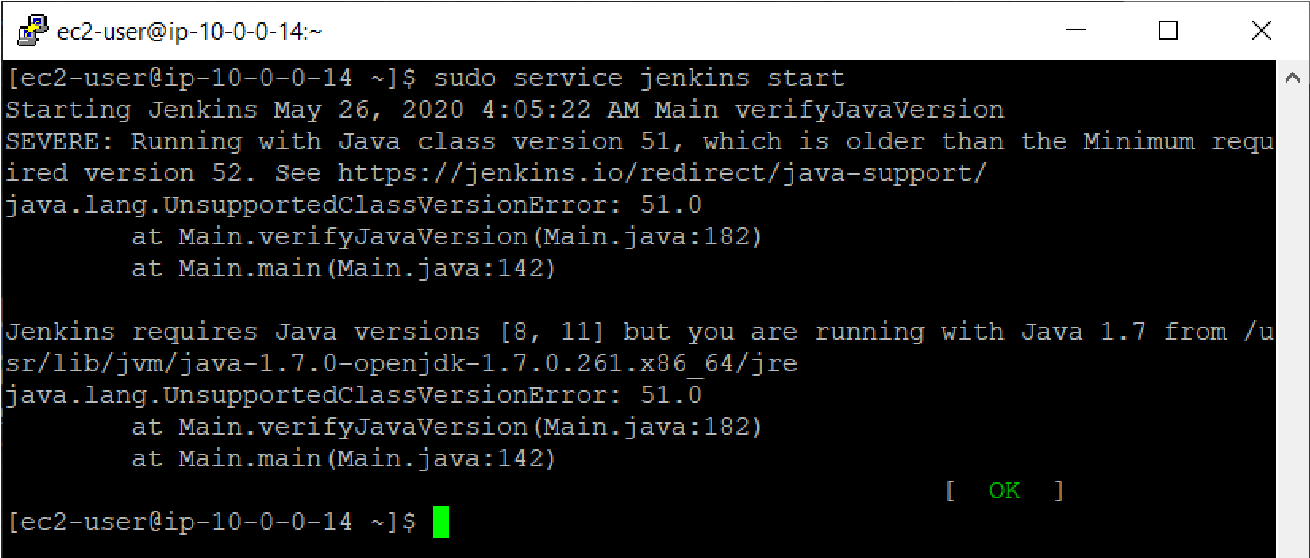 ec2-user@ip-10-0-0-14:~
[ec2-user@ip-10-0-0-14 ~]$ sudo service jenkins start
Starting Jenkins May 26, 2020 4:05:22 AM Main verifyJavaVersion
SEVERE: Running with Java class version 51, which is older than the Minimum requ
ired version 52. See https://jenkins.io/redirect/java-support/
java.lang.UnsupportedClassVersionError: 51.0
        at Main.verifyJavaVersion(Main.java:182)
        at Main.main(Main.java:142)

Jenkins requires Java versions [8, 11] but you are running with Java 1.7 from /u
sr/lib/jvm/java-1.7.0-openjdk-1.7.0.261.x86_64/jre
java.lang.UnsupportedClassVersionError: 51.0
        at Main.verifyJavaVersion(Main.java:182)
        at Main.main(Main.java:142)
                                                           [  OK  ]
[ec2-user@ip-10-0-0-14 ~]$